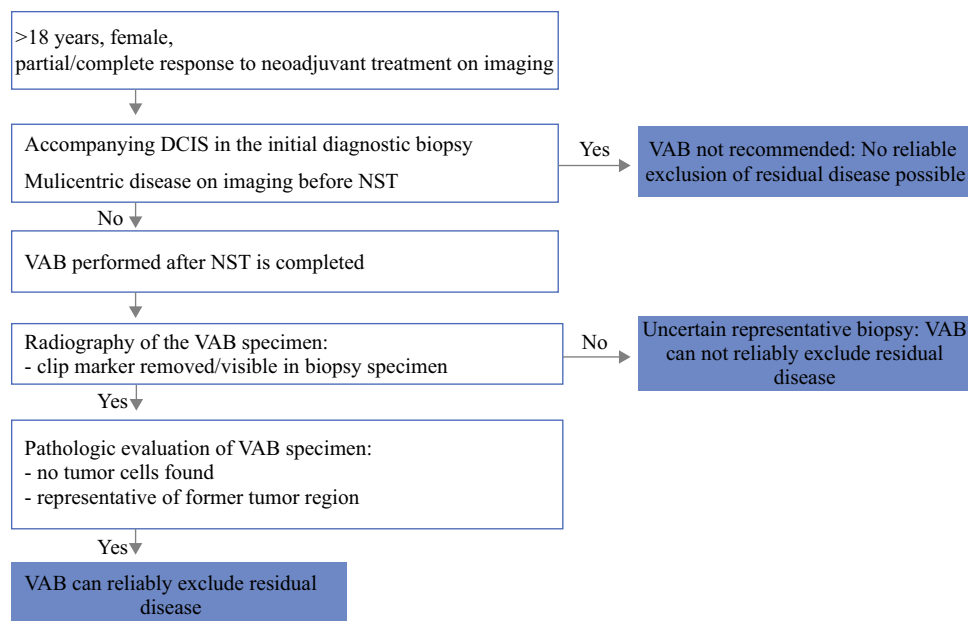 >18 years, female,
partial/complete response to neoadjuvant treatment on imaging
Accompanying DCIS in the initial diagnostic biopsy
Mulicentric disease on imaging before NST
Yes
VAB not recommended: No reliable
exclusion of residual disease possible
No
VAB performed after NST is completed
Radiography of the VAB specimen:
- clip marker removed/visible in biopsy specimen
No
Uncertain representative biopsy: VAB
can not reliably exclude residual
disease
Yes
Pathologic evaluation of VAB specimen:
- no tumor cells found
- representative of former tumor region
Yes
VAB can reliably exclude residual
disease